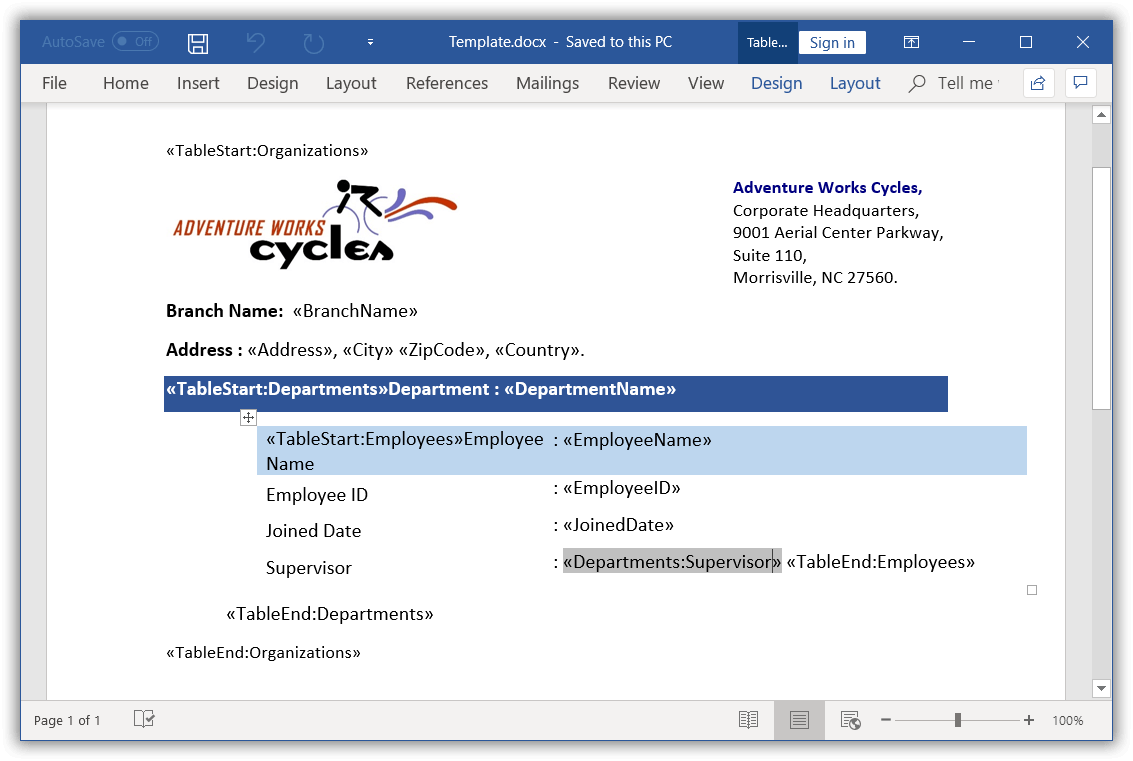 AutoSave Off Template.docx - Saved to this PC Table... Sign in
File Home Insert Design Layout References Mailings Review View Design Layout Tell me
«TableStart:Organizations»
ADVENTURE WORKS
cycles
Adventure Works Cycles,
Corporate Headquarters,
9001 Aerial Center Parkway,
Suite 110,
Morrisville, NC 27560.
Branch Name: «BranchName»
Address : «Address», «City» «ZipCode», «Country».
«TableStart:Departments»Department : «DepartmentName»
«TableStart:Employees»Employee : «EmployeeName»
Name
Employee ID : «EmployeeID»
Joined Date : «JoinedDate»
Supervisor : «Departments:Supervisor» «TableEnd:Employees»
«TableEnd:Departments»
«TableEnd:Organizations»
Page 1 of 1 100%